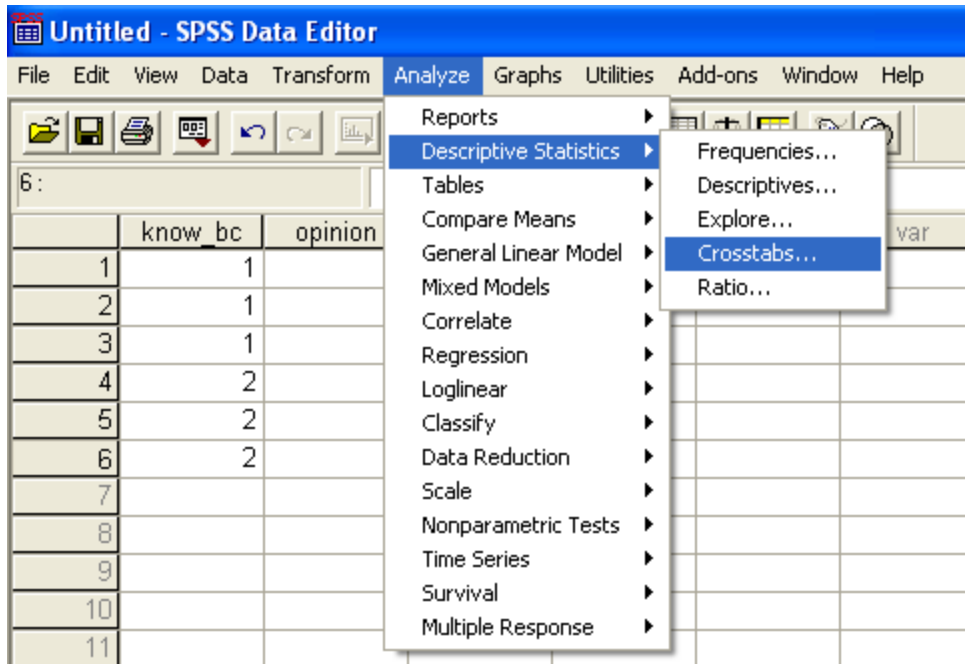 SPSS
Untitled - SPSS Data Editor
File Edit View Data Transform Analyze Graphs Utilities Add-ons Window Help
Reports
Descriptive Statistics
Tables
Compare Means
General Linear Model
Mixed Models
Correlate
Regression
Loglinear
Classify
Data Reduction
Scale
Nonparametric Tests
Time Series
Survival
Multiple Response
Frequencies...
Descriptives...
Explore...
Crosstabs...
Ratio...
6 :
know_bc opinion var
1 1
2 1
3 1
4 2
5 2
6 2
7
8
9
10
11